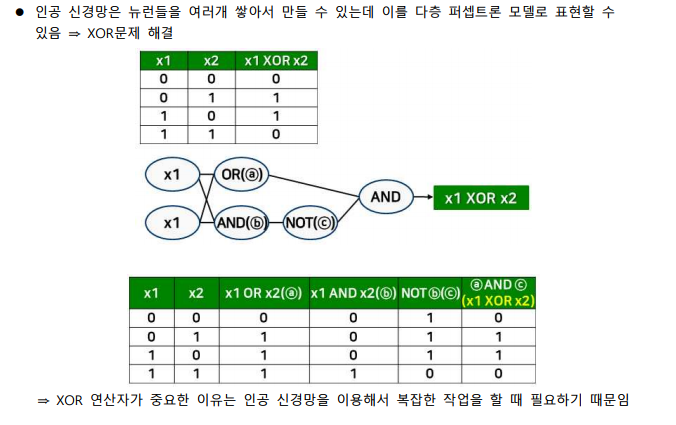 ● 인공 신경망은 뉴런들을 여러개 쌓아서 만들 수 있는데 이를 다층 퍼셉트론 모델로 표현할 수
있음 ⇒ XOR문제 해결
x1 x2 x1 XOR x2
0 0 0
0 1 1
1 0 1
1 1 0
x1 OR(ⓐ)
AND x1 XOR x2
x1 AND(ⓑ) NOT(ⓒ)
x1 x2 x1 OR x2(ⓐ) x1 AND x2(ⓑ) NOTⓑ(ⓒ) ⓐANDⓒ
(x1 XOR x2)
0 0 0 0 1 0
0 1 1 0 1 1
1 0 1 0 1 1
1 1 1 1 0 0
⇒ XOR 연산자가 중요한 이유는 인공 신경망을 이용해서 복잡한 작업을 할 때 필요하기 때문임